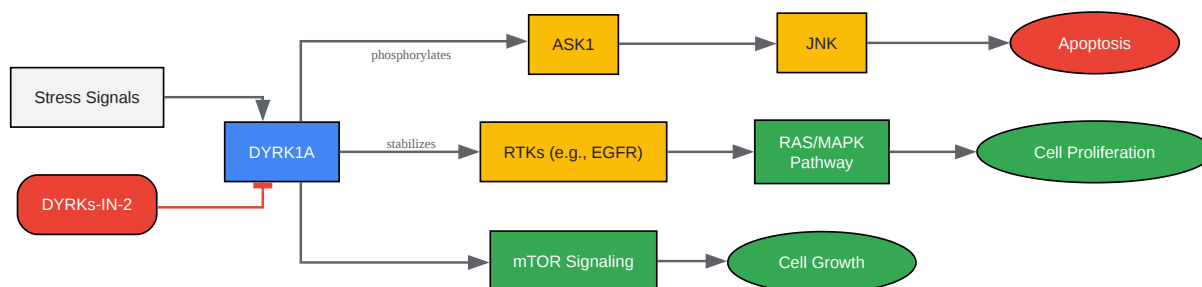 ASK1
JNK
Apoptosis
phosphorylates
Stress Signals
DYRK1A
stabilizes
RTKs (e.g., EGFR)
RAS/MAPK
Pathway
Cell Proliferation
DYRKs-IN-2
mTOR Signaling
Cell Growth